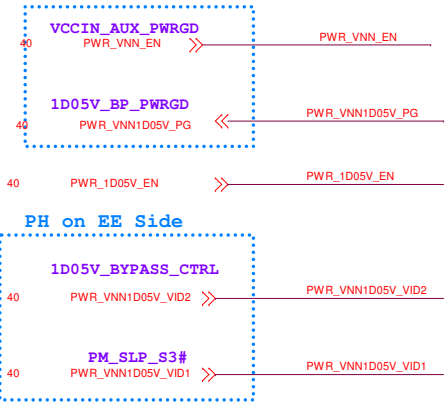 VCCIN_AUX_PWRGD
40 PWR_VNN_EN PWR_VNN_EN
1D05V_BP_PWRGD
40 PWR_VNN1D05V_PG PWR_VNN1D05V_PG
40 PWR_1D05V_EN PWR_1D05V_EN
PH on EE Side
1D05V_BYPASS_CTRL
40 PWR_VNN1D05V_VID2 PWR_VNN1D05V_VID2
PM_SLP_S3#
40 PWR_VNN1D05V_VID1 PWR_VNN1D05V_VID1